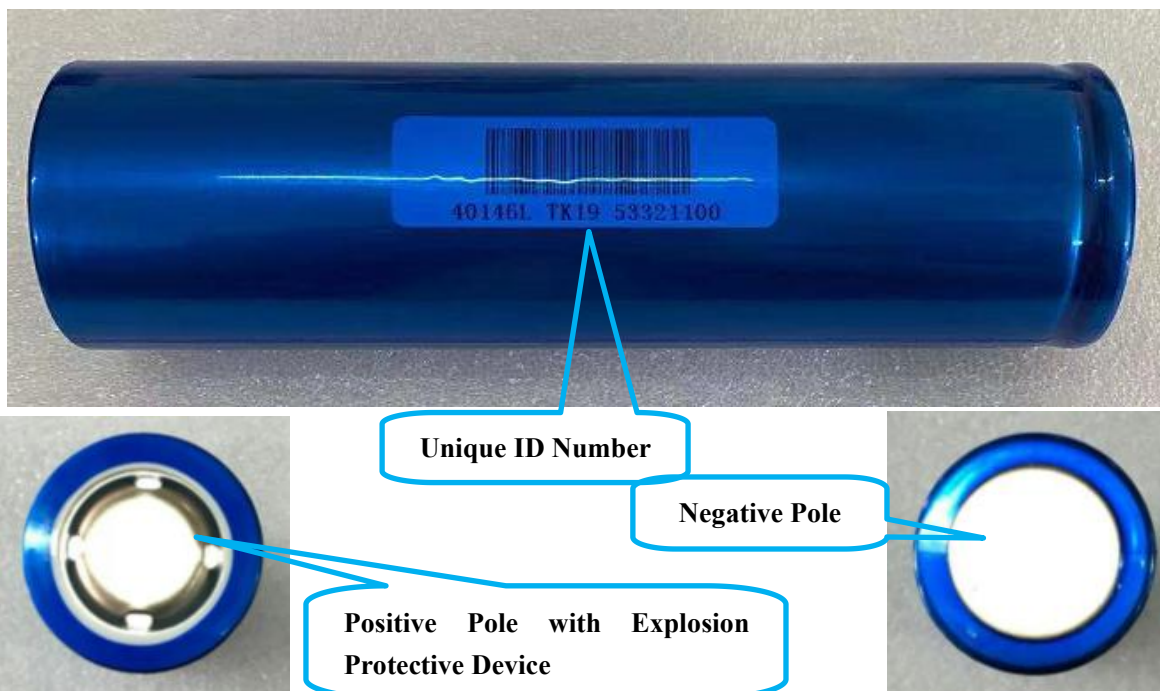 40146L TK19 53321100
Unique ID Number
Negative Pole
Positive Pole with Explosion
Protective Device